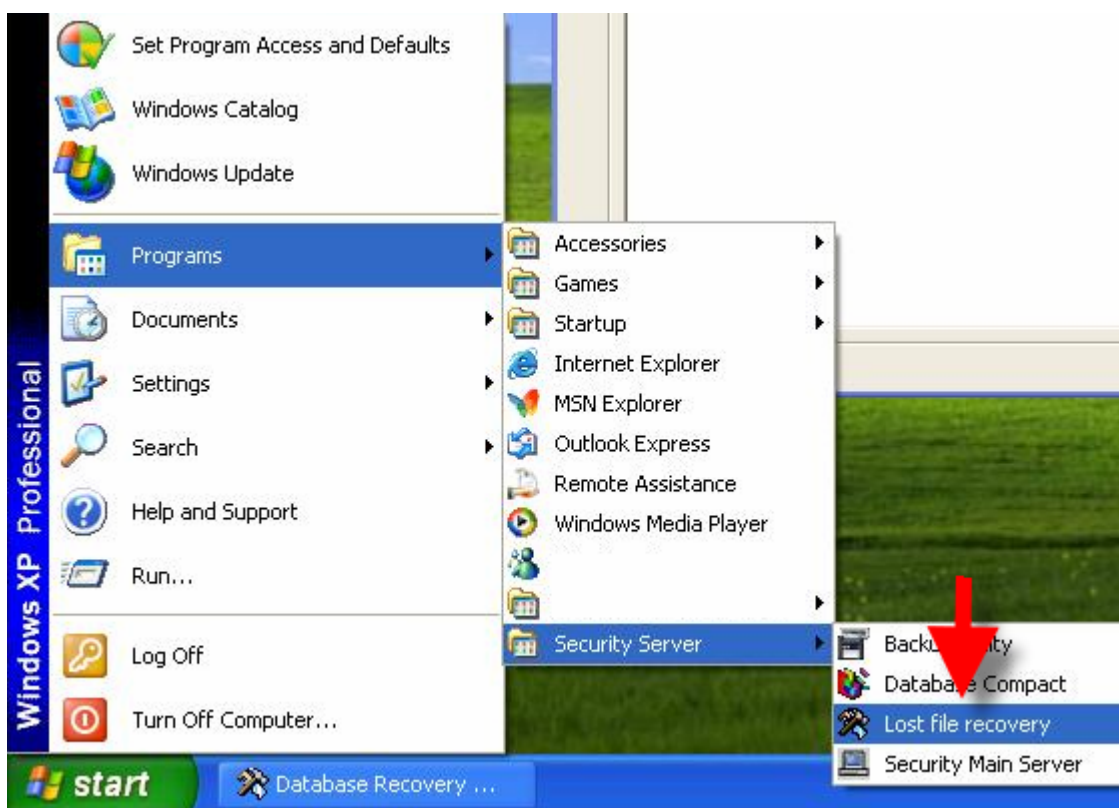 Set Program Access and Defaults
Windows Catalog
Windows Update
Programs
Documents
Settings
Search
Help and Support
Run...
Log Off
Turn Off Computer...
Windows XP Professional
Accessories
Games
Startup
Internet Explorer
MSN Explorer
Outlook Express
Remote Assistance
Windows Media Player
Security Server
Database Compact
Lost file recovery
Security Main Server
start
Database Recovery ...